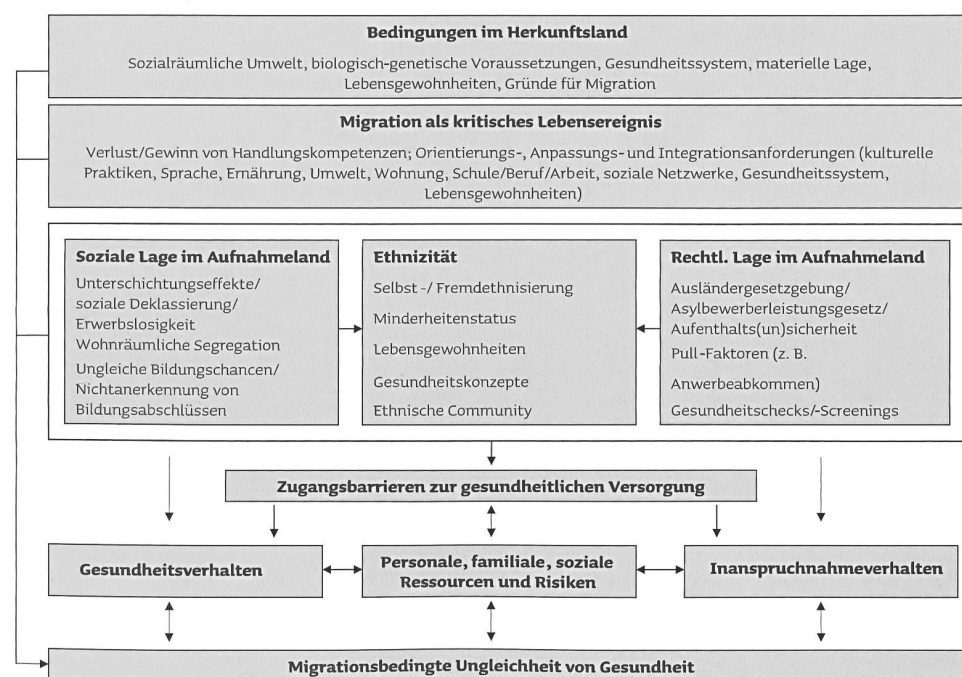 Bedingungen im Herkunftsland
Sozialräumliche Umwelt, biologisch-genetische Voraussetzungen, Gesundheitssystem, materielle Lage,
Lebensgewohnheiten, Gründe für Migration
Migration als kritisches Lebensereignis
Verlust/Gewinn von Handlungskompetenzen; Orientierungs-, Anpassungs- und Integrationsanforderungen (kulturelle
Praktiken, Sprache, Ernährung, Umwelt, Wohnung, Schule/Beruf/Arbeit, soziale Netzwerke, Gesundheitssystem,
Lebensgewohnheiten)
Soziale Lage im Aufnahmeland
Unterschichtungseffekte/
soziale Deklassierung/
Erwerbslosigkeit
Wohnräumliche Segregation
Ungleiche Bildungschancen/
Nichtanerkennung von
Bildungsabschlüssen
Ethnizität
Selbst-/ Fremdethnisierung
Minderheitenstatus
Lebensgewohnheiten
Gesundheitskonzepte
Ethnische Community
Rechtl. Lage im Aufnahmeland
Ausländergesetzgebung/
Asylbewerberleistungsgesetz/
Aufenthalts(un)sicherheit
Pull-Faktoren (z. B.
Anwerbeabkommen)
Gesundheitschecks/-Screenings
Zugangsbarrieren zur gesundheitlichen Versorgung
Gesundheitsverhalten
Personale, familiale, soziale
Ressourcen und Risiken
Inanspruchnahmeverhalten
Migrationsbedingte Ungleichheit von Gesundheit